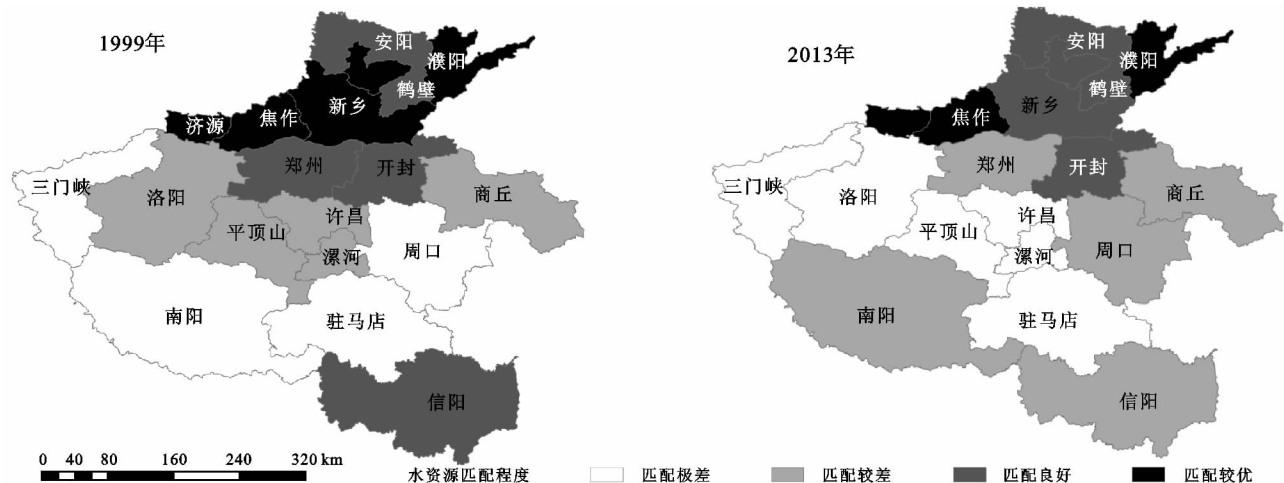 1999年
安阳
濮阳
鹤壁
新乡
焦作
济源
郑州
开封
三门峡
洛阳
商丘
许昌
平顶山
漯河
周口
南阳
驻马店
信阳
2013年
安阳
濮阳
鹤壁
新乡
焦作
郑州
开封
三门峡
洛阳
商丘
许昌
平顶山
漯河
周口
南阳
驻马店
信阳
0 40 80 160 240 320 km
水资源匹配程度 匹配极差 匹配较差 匹配良好 匹配较优